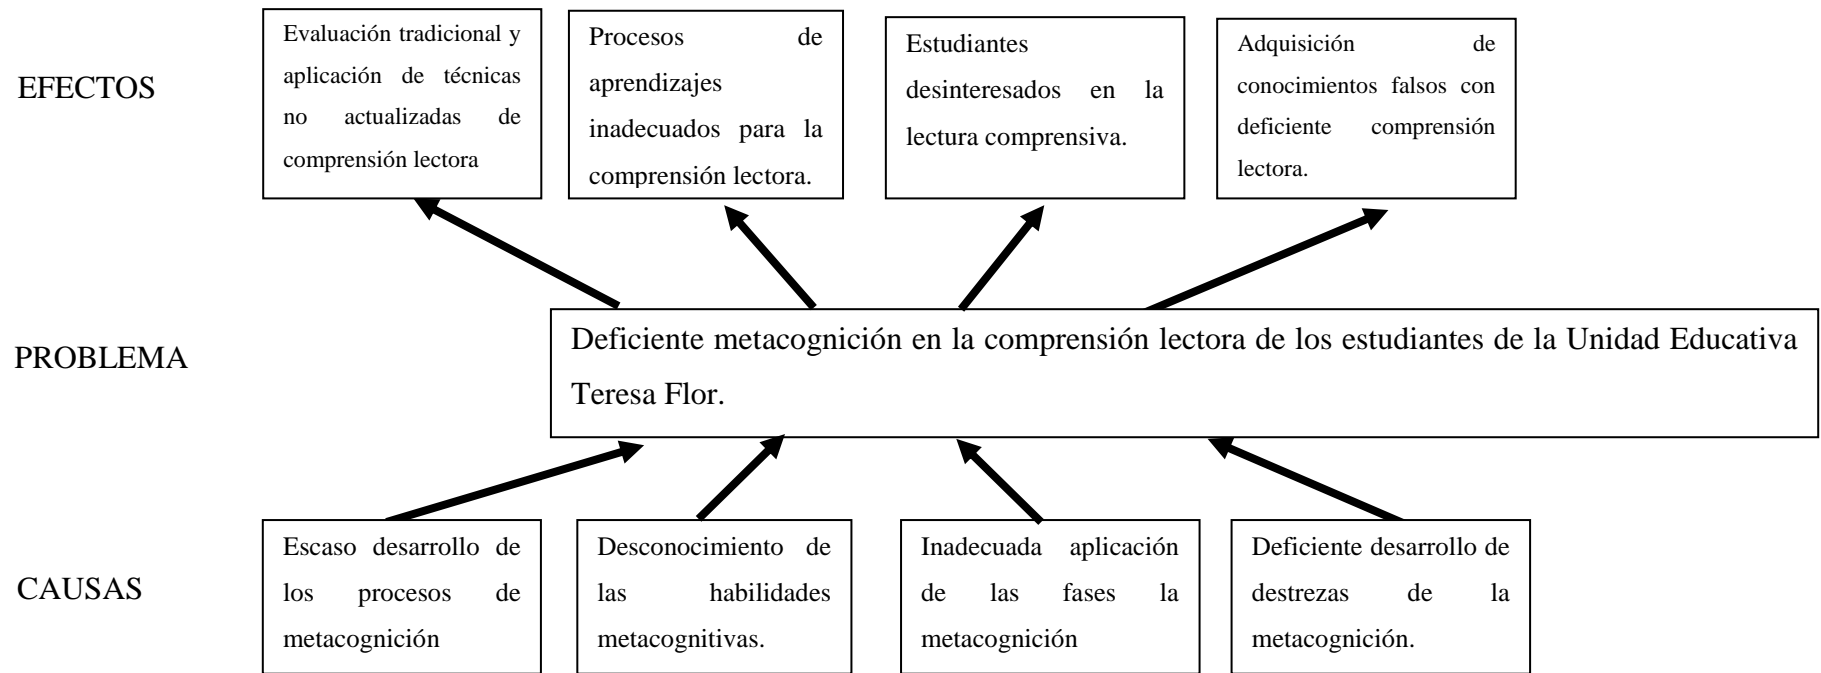 EFECTOS
Evaluación tradicional y
aplicación de técnicas
no actualizadas de
comprensión lectora
Procesos de
aprendizajes
inadecuados para la
comprensión lectora.
Estudiantes
desinteresados en la
lectura comprensiva.
Adquisición de
conocimientos falsos con
deficiente comprensión
lectora.
PROBLEMA
Deficiente metacognición en la comprensión lectora de los estudiantes de la Unidad Educativa
Teresa Flor.
CAUSAS
Escaso desarrollo de
los procesos de
metacognición
Desconocimiento de
las habilidades
metacognitivas.
Inadecuada aplicación
de las fases la
metacognición
Deficiente desarrollo de
destrezas de la
metacognición.